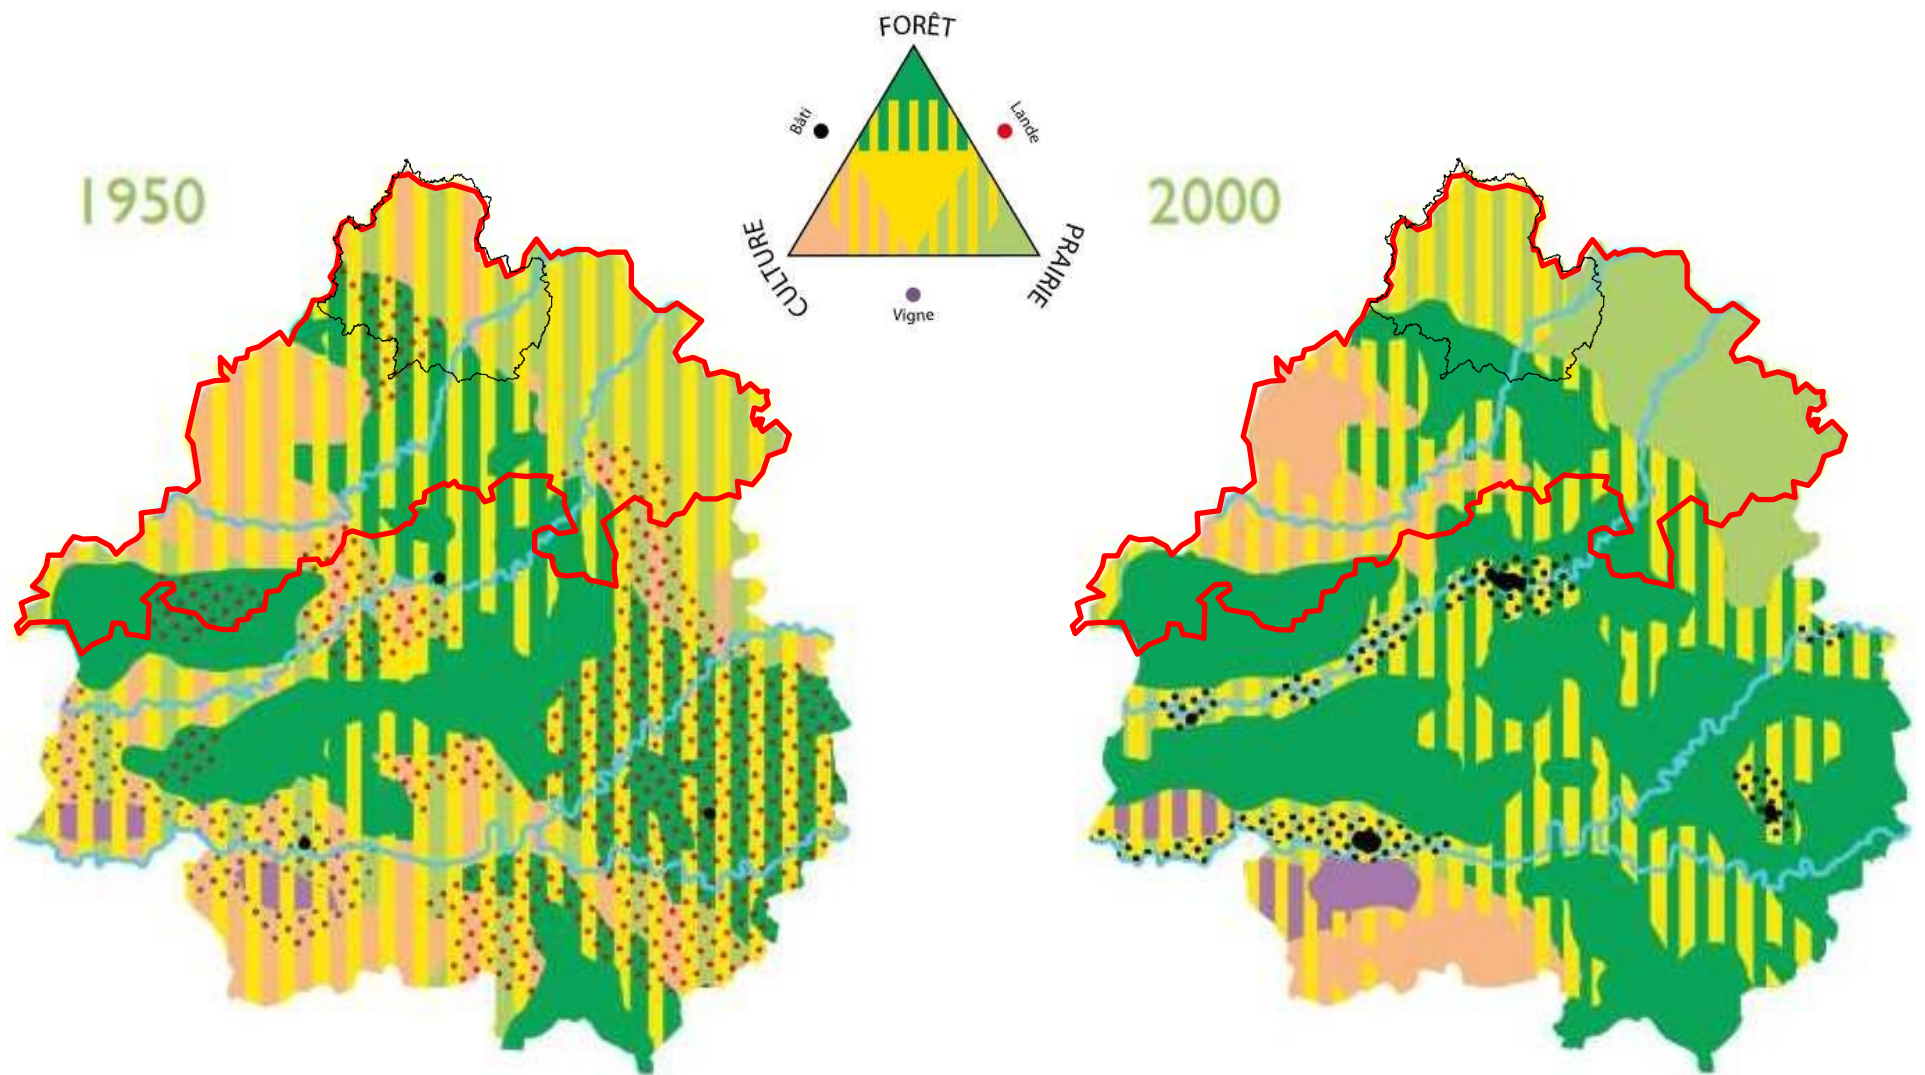 FORÊT
Bâti
Lande
1950
2000
CULTURE
PRAIRIE
Vigne